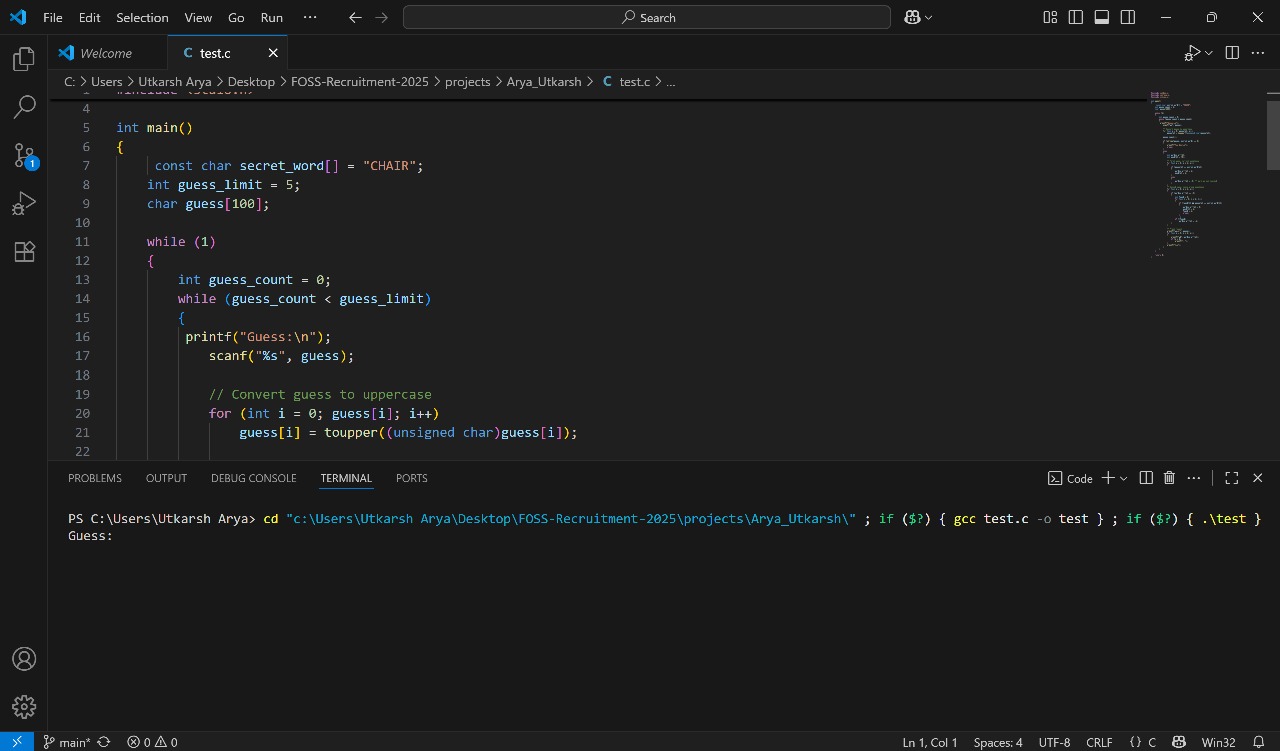 File Edit Selection View Go Run ··· Search
Welcome
test.c
C: > Users > Utkarsh Arya > Desktop > FOSS-Recruitment-2025 > projects > Arya_Utkarsh > C test.c > ...
4
5 int main()
6 {
7 const char secret_word[] = "CHAIR";
8 int guess_limit = 5;
9 char guess[100];
10
11 while (1)
12 {
13 int guess_count = 0;
14 while (guess_count < guess_limit)
15 {
16 printf("Guess:\n");
17 scanf("%s", guess);
18
19 // Convert guess to uppercase
20 for (int i = 0; guess[i]; i++)
21 guess[i] = toupper((unsigned char)guess[i]);
22
PROBLEMS OUTPUT DEBUG CONSOLE TERMINAL PORTS Code
PS C:\Users\Utkarsh Arya> cd "c:\Users\Utkarsh Arya\Desktop\FOSS-Recruitment-2025\projects\Arya_Utkarsh\" ; if ($?) { gcc test.c -o test } ; if ($?) { .\test }
Guess:
1
main* 0 0 Ln 1, Col 1 Spaces: 4 UTF-8 CRLF {} C Win32